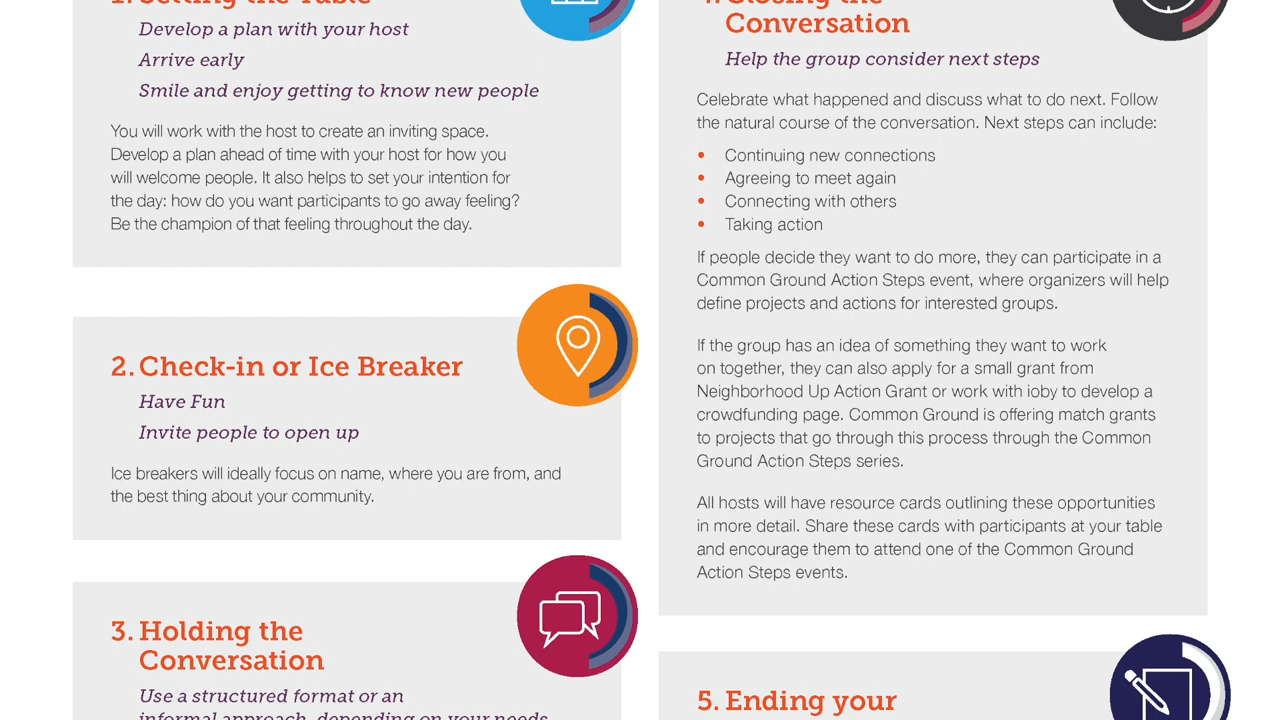 1. Setting the Table
Develop a plan with your host
Arrive early
Smile and enjoy getting to know new people
You will work with the host to create an inviting space.
Develop a plan ahead of time with your host for how you
will welcome people. It also helps to set your intention for
the day: how do you want participants to go away feeling?
Be the champion of that feeling throughout the day.
2. Check-in or Ice Breaker
Have Fun
Invite people to open up
Ice breakers will ideally focus on name, where you are from, and
the best thing about your community.
3. Holding the
Conversation
Use a structured format or an
informal approach, depending on your needs
4. Closing the
Conversation
Help the group consider next steps
Celebrate what happened and discuss what to do next. Follow
the natural course of the conversation. Next steps can include:
• Continuing new connections
• Agreeing to meet again
• Connecting with others
• Taking action
If people decide they want to do more, they can participate in a
Common Ground Action Steps event, where organizers will help
define projects and actions for interested groups.
If the group has an idea of something they want to work
on together, they can also apply for a small grant from
Neighborhood Up Action Grant or work with ioby to develop a
crowdfunding page. Common Ground is offering match grants
to projects that go through this process through the Common
Ground Action Steps series.
All hosts will have resource cards outlining these opportunities
in more detail. Share these cards with participants at your table
and encourage them to attend one of the Common Ground
Action Steps events.
5. Ending your